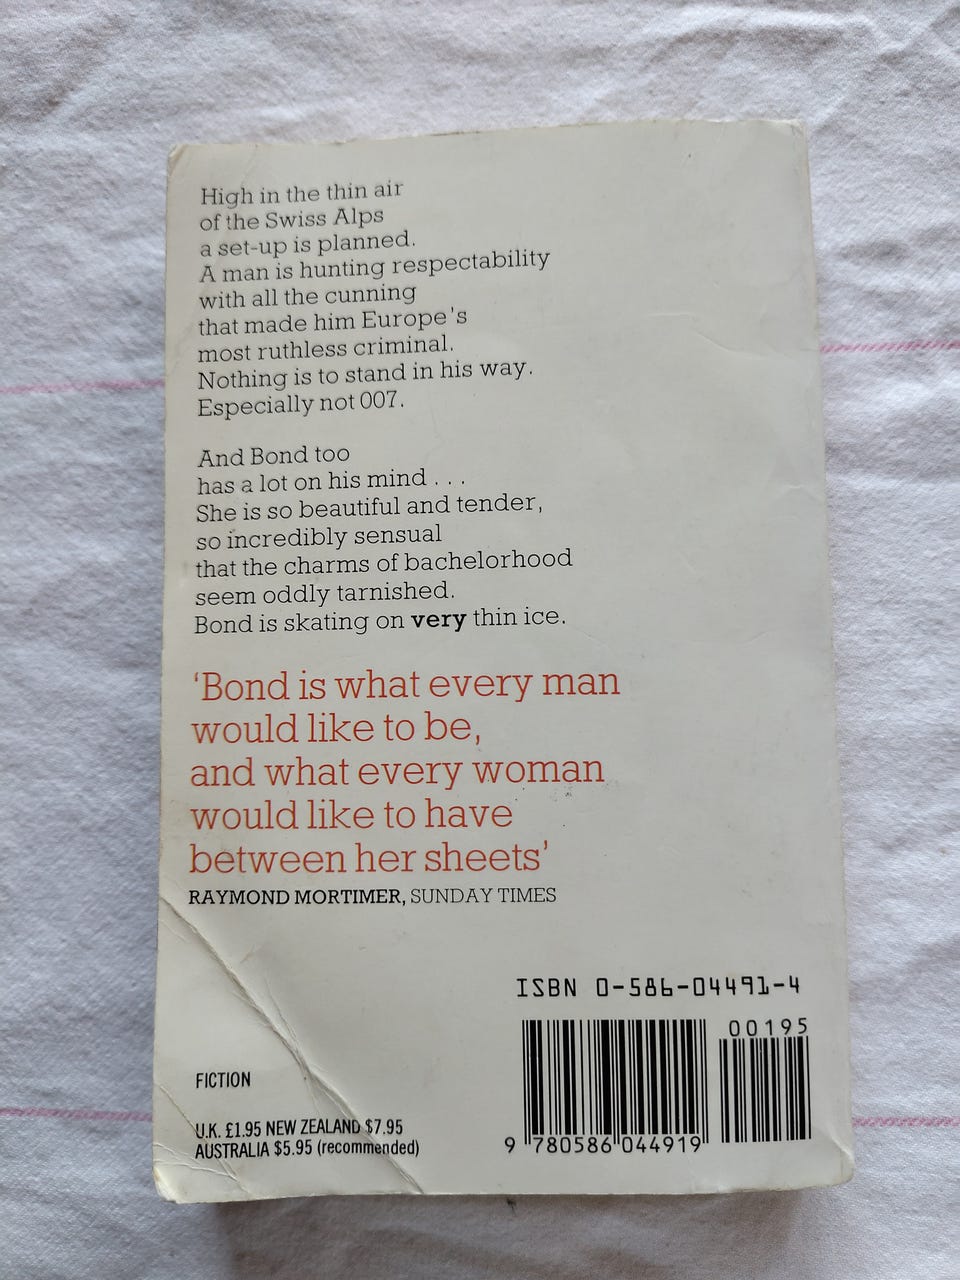 High in the thin air
of the Swiss Alps
a set-up is planned.
A man is hunting respectability
with all the cunning
that made him Europe's
most ruthless criminal.
Nothing is to stand in his way.
Especially not 007.
And Bond too
has a lot on his mind . . .
She is so beautiful and tender,
so incredibly sensual
that the charms of bachelorhood
seem oddly tarnished.
Bond is skating on very thin ice.
'Bond is what every man
would like to be,
and what every woman
would like to have
between her sheets'
RAYMOND MORTIMER, SUNDAY TIMES
ISBN 0-586-04491-4
00195
FICTION
U.K. £1.95 NEW ZEALAND $7.95
AUSTRALIA $5.95 (recommended)
9 780586 044919